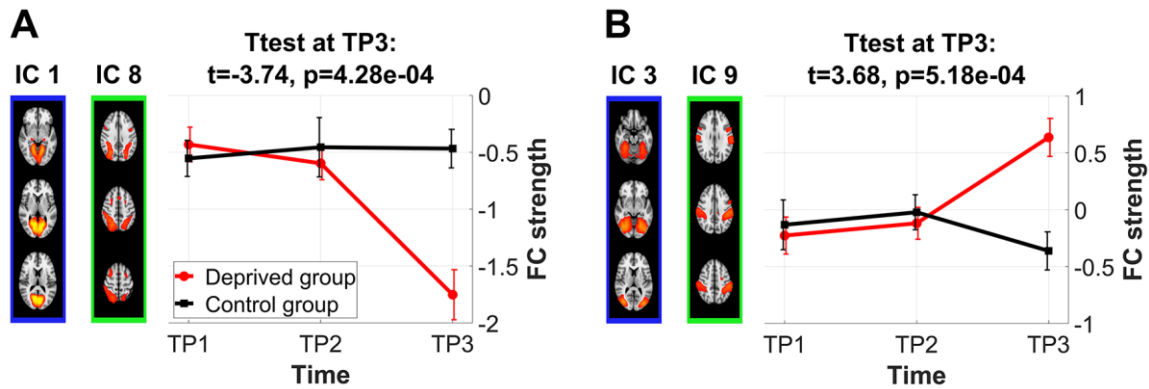 A
Ttest at TP3:
IC 1 IC 8 t=-3.74, p=4.28e-04
0
-0.5
-1
-1.5
-2
FC strength
Deprived group
Control group
TP1 TP2 TP3
Time
B
Ttest at TP3:
IC 3 IC 9 t=3.68, p=5.18e-04
1
0.5
0
-0.5
-1
FC strength
TP1 TP2 TP3
Time